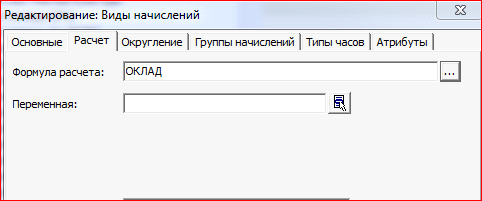 Редактирование: Виды начислений
Основные Расчет Округление Группы начислений Типы часов Атрибуты
Формула расчета: ОКЛАД ...
Переменная: